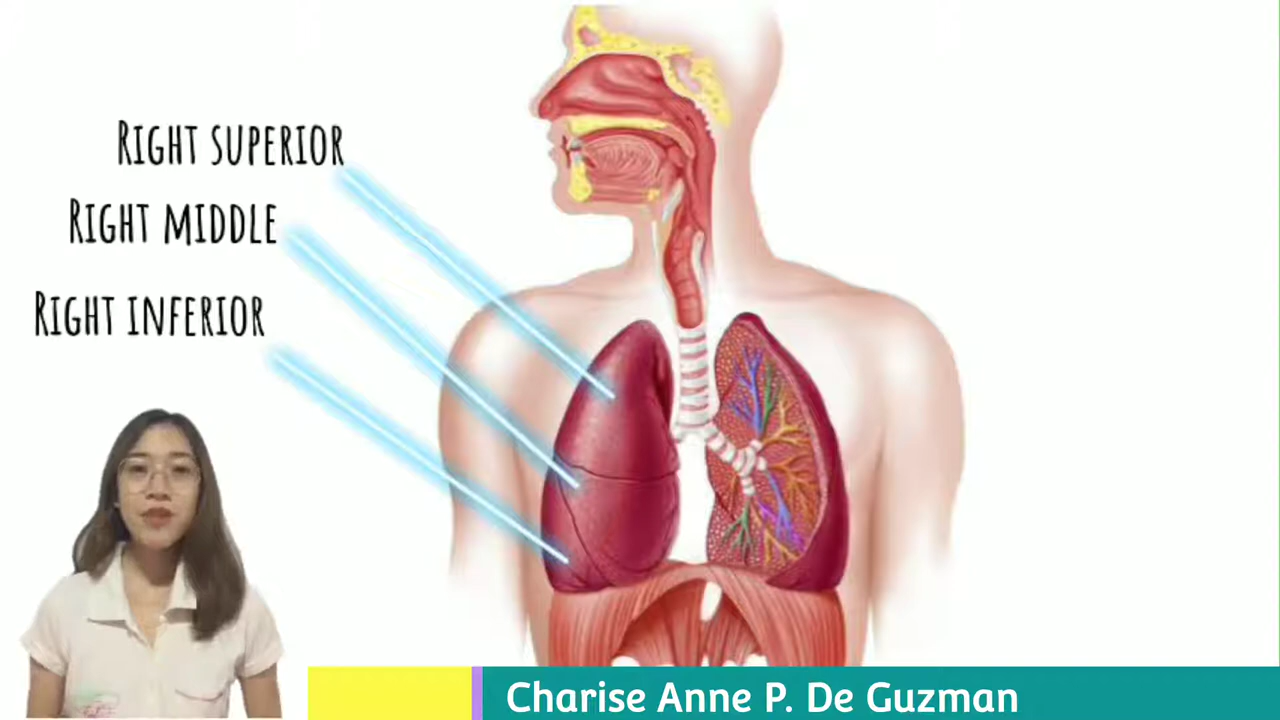 Right superior
Right middle
Right inferior
Charise Anne P. De Guzman